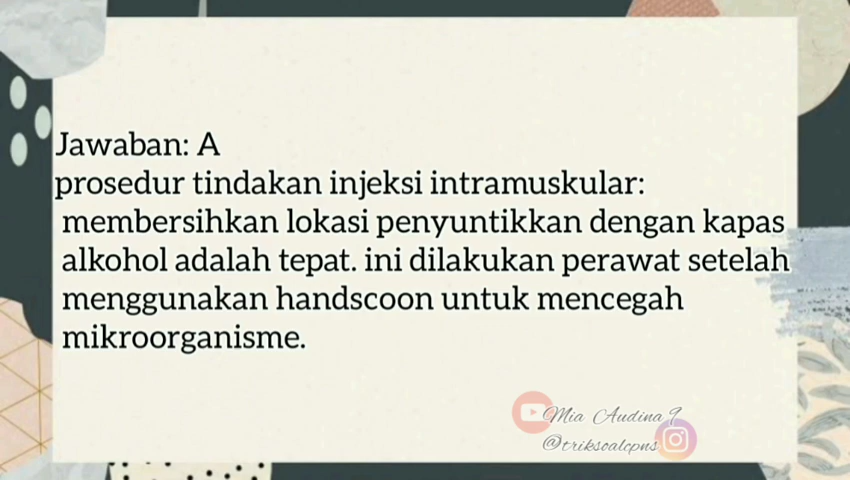 Jawaban: A
prosedur tindakan injeksi intramuskular:
membersihkan lokasi penyuntikkan dengan kapas
alkohol adalah tepat. ini dilakukan perawat setelah
menggunakan handscoon untuk mencegah
mikroorganisme.
Mia Audina 9
@triksoalcpns